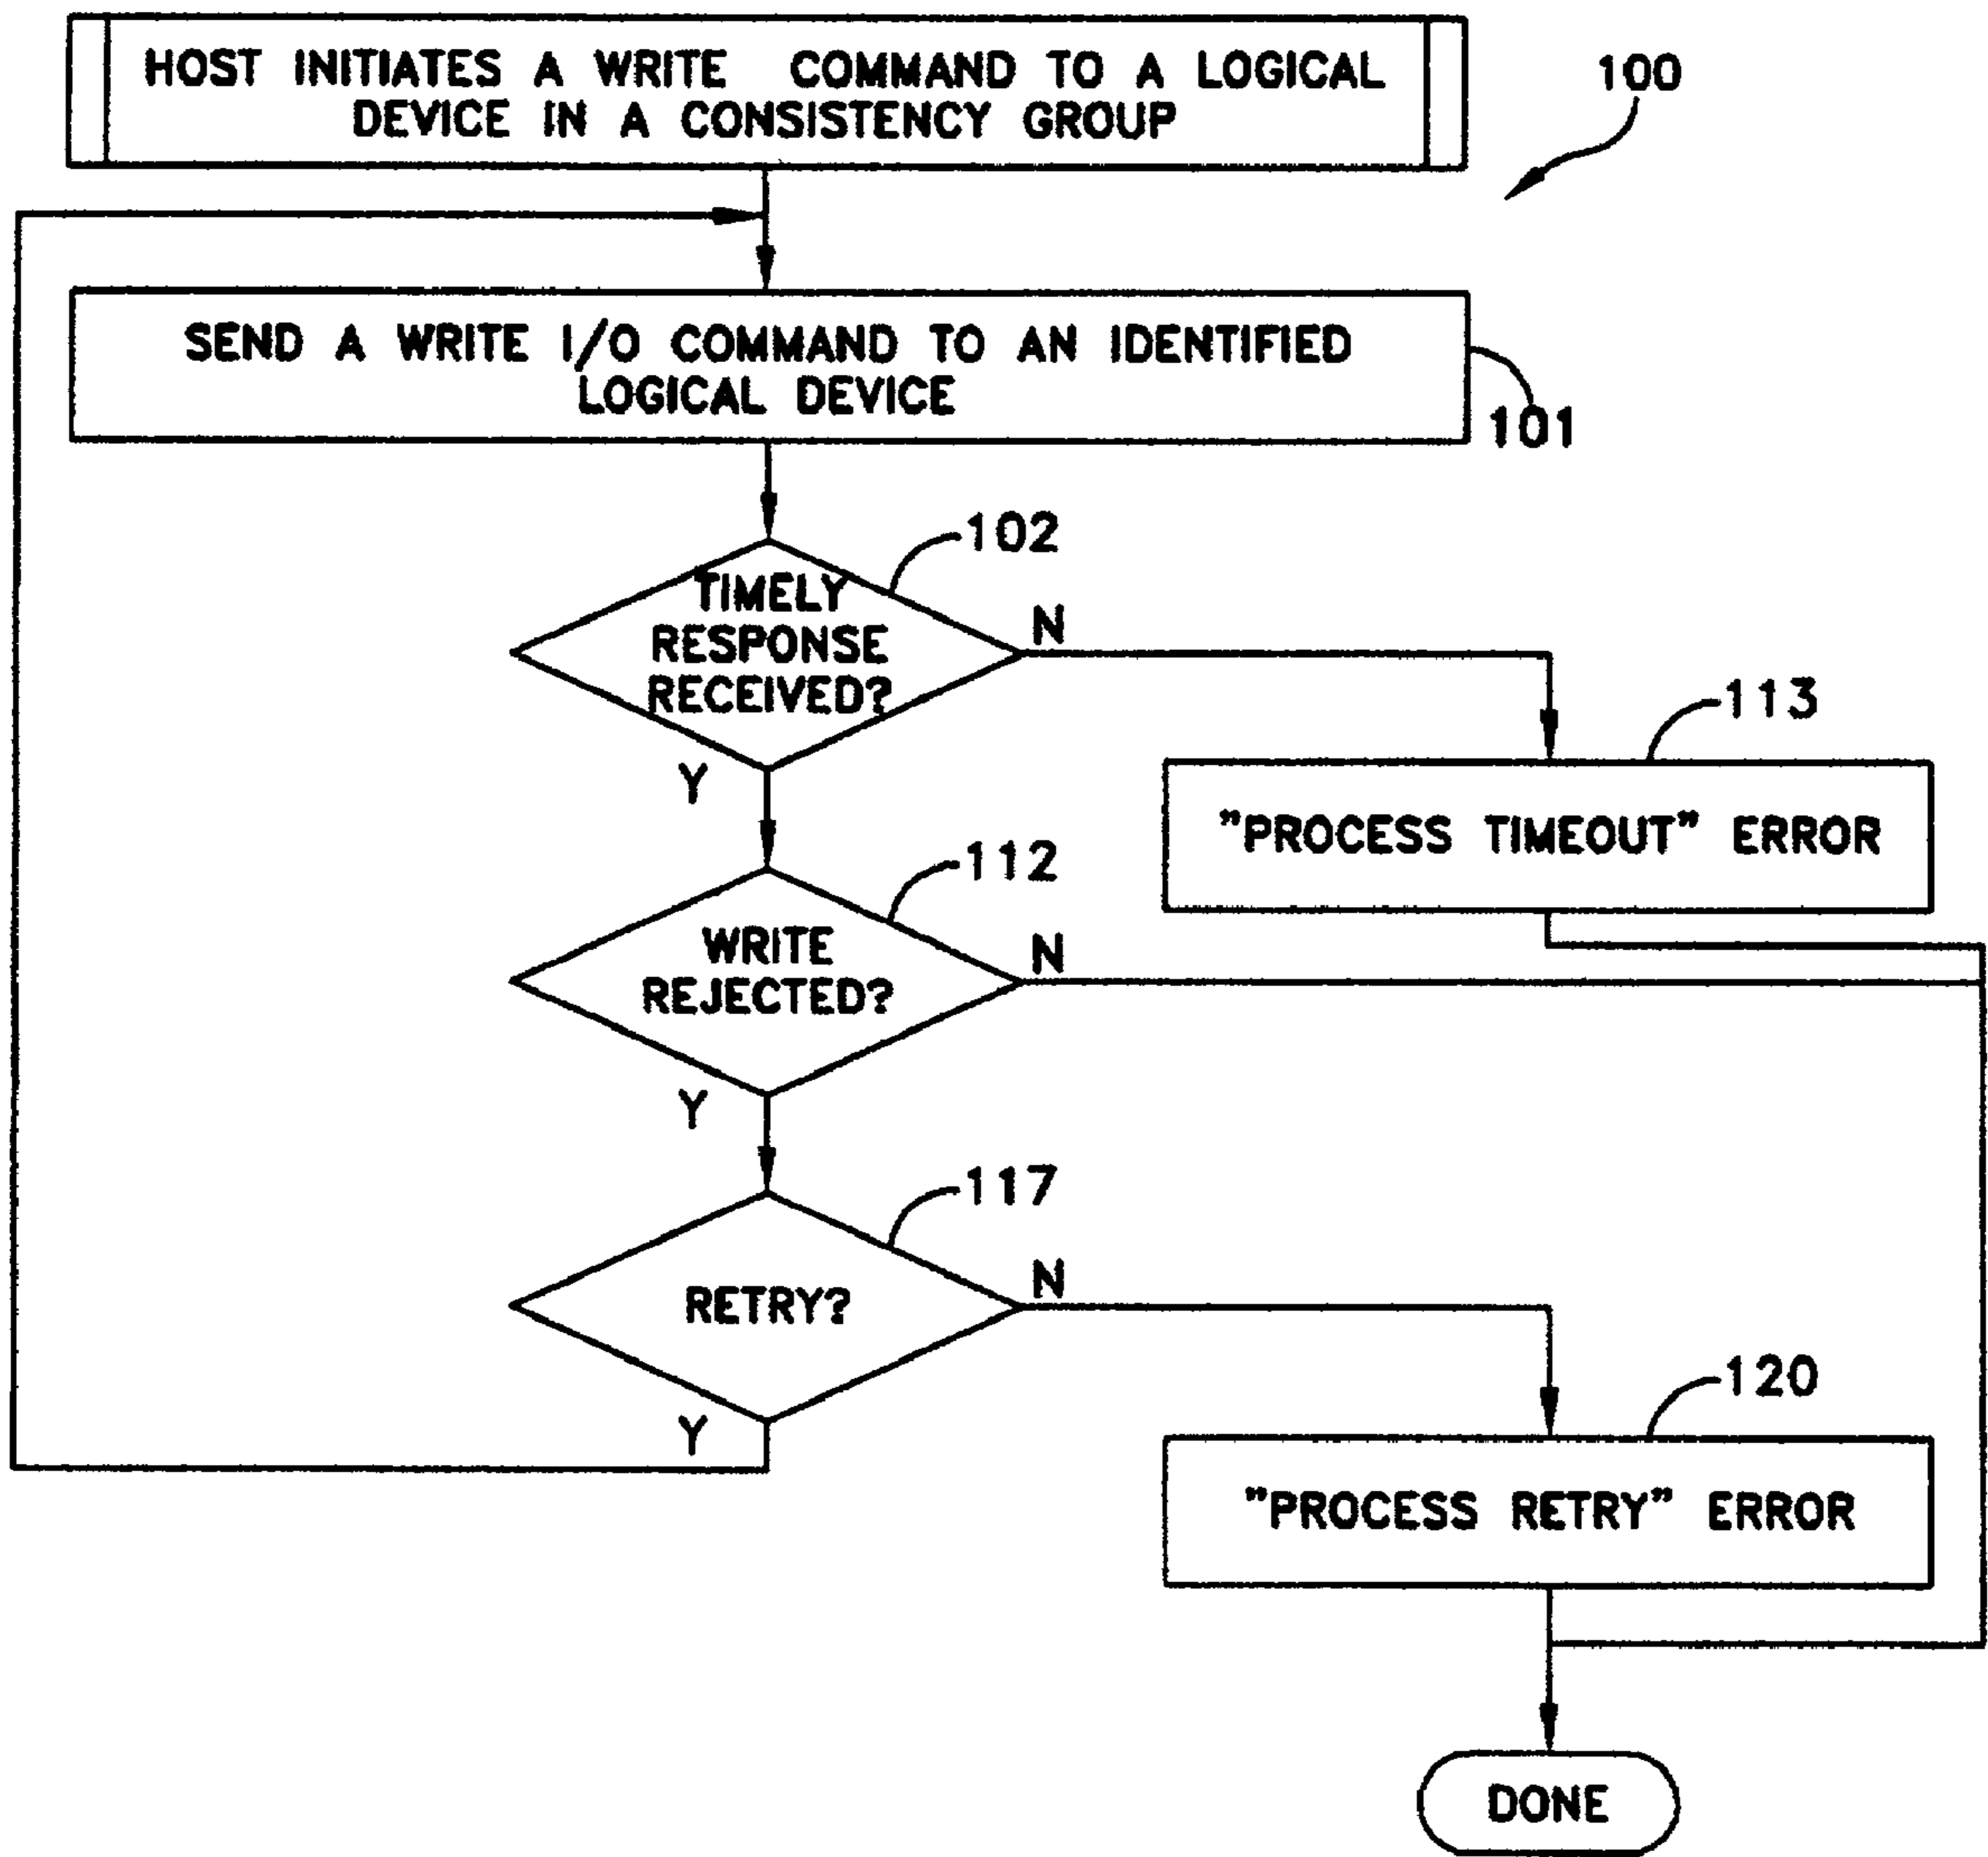 HOST INITIATES A WRITE COMMAND TO A LOGICAL
DEVICE IN A CONSISTENCY GROUP
100
SEND A WRITE I/O COMMAND TO AN IDENTIFIED
LOGICAL DEVICE
101
102
TIMELY
RESPONSE
RECEIVED?
N
Y
113
"PROCESS TIMEOUT" ERROR
112
WRITE
REJECTED?
N
Y
117
RETRY?
N
Y
120
"PROCESS RETRY" ERROR
DONE